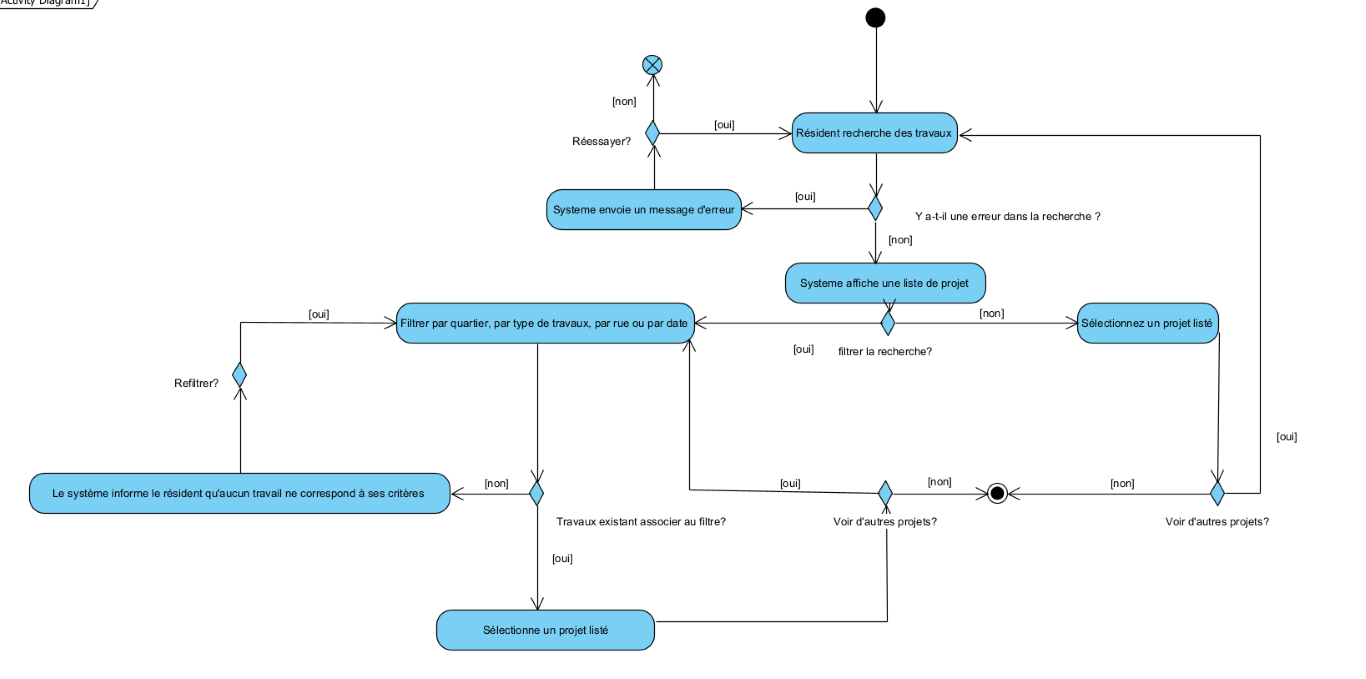 Activity Diagram1]
[non]
[oui]
Réessayer?
Résident recherche des travaux
[oui]
Systeme envoie un message d'erreur
Y a-t-il une erreur dans la recherche ?
[non]
Systeme affiche une liste de projet
[oui]
Filtrer par quartier, par type de travaux, par rue ou par date
[non]
Sélectionnez un projet listé
[oui]
filtrer la recherche?
Refiltrer?
[oui]
[non]
[oui]
[non]
[non]
Le système informe le résident qu'aucun travail ne correspond à ses critères
Travaux existant associer au filtre?
Voir d'autres projets?
Voir d'autres projets?
[oui]
Sélectionne un projet listé